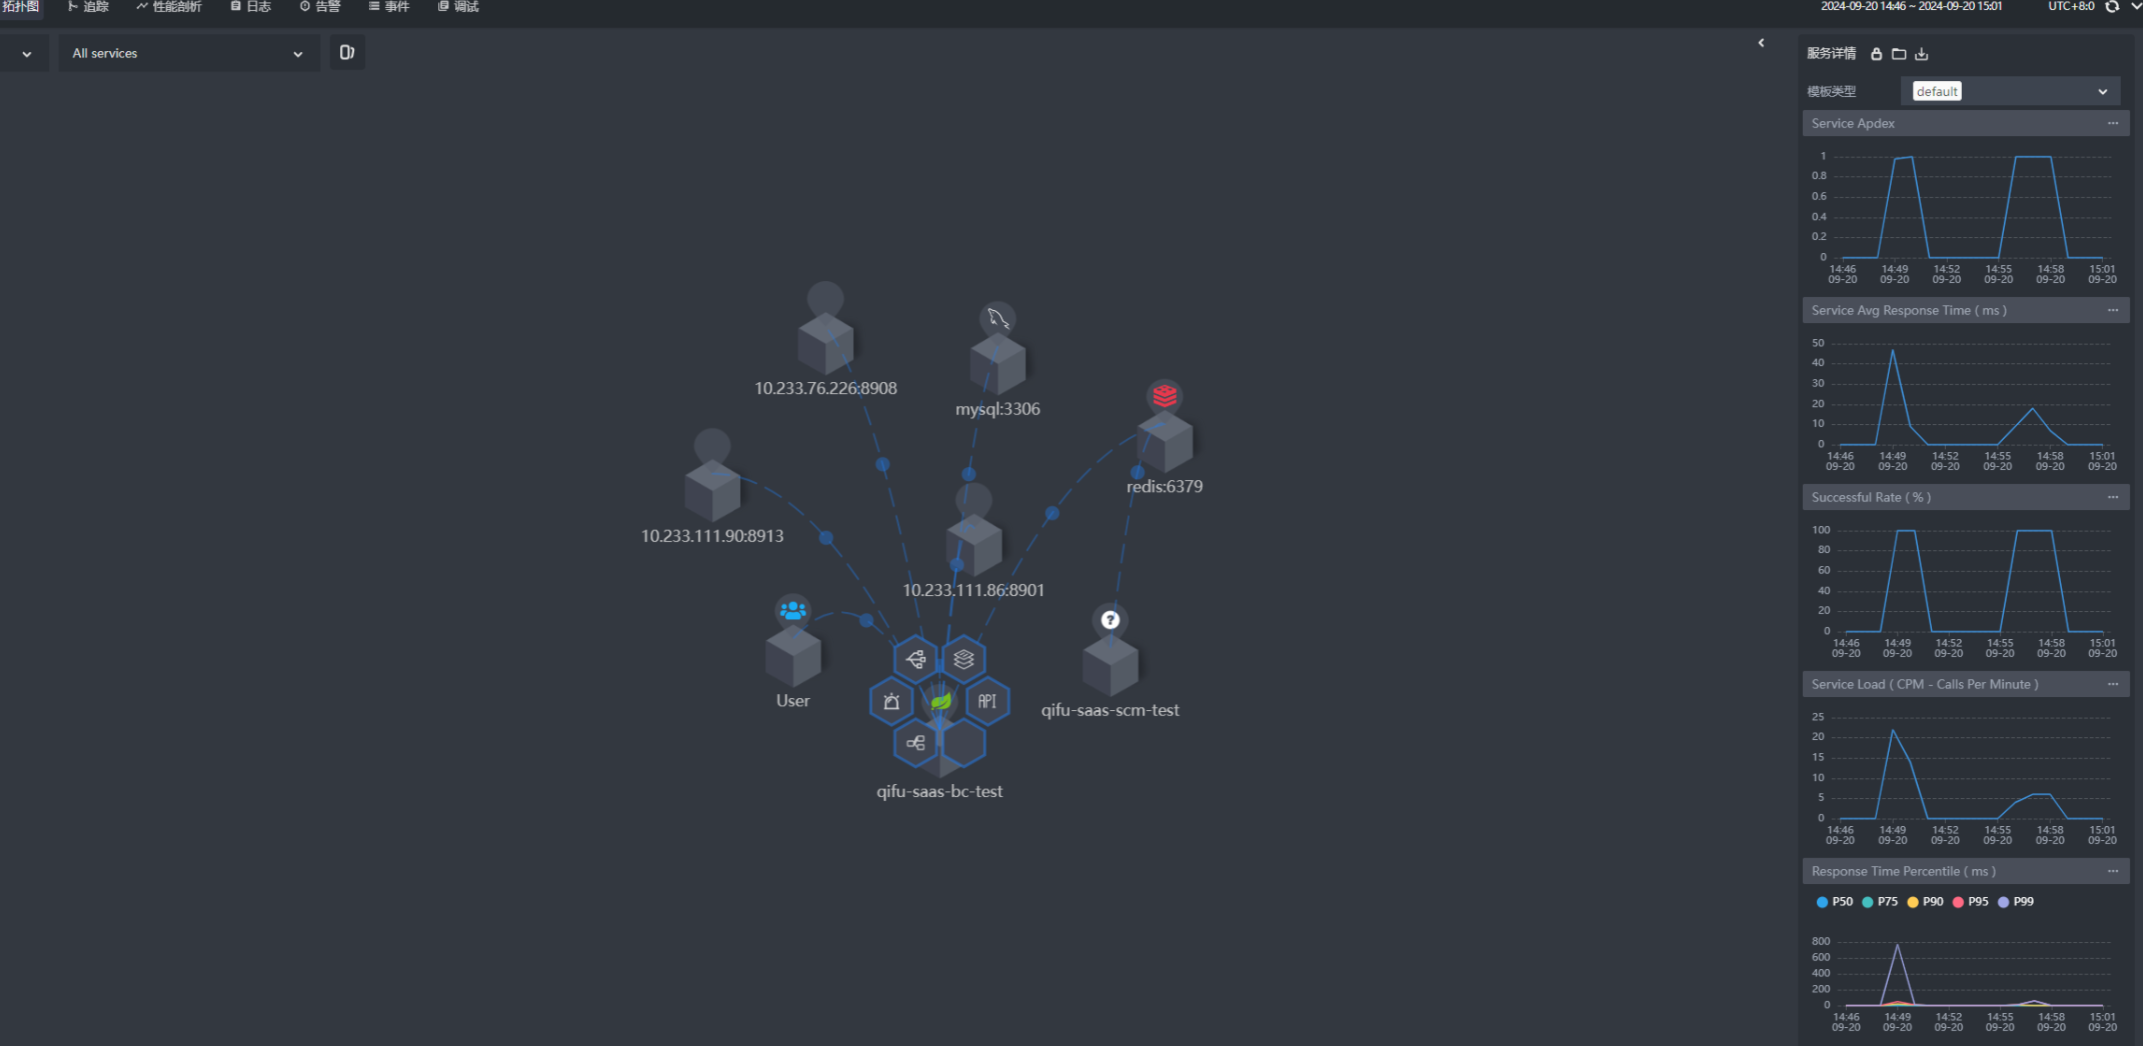 拓扑图 追踪 性能剖析 日志 告警 事件 调试 2024-09-20 14:46 ~ 2024-09-20 15:01 UTC+8:0
All services
服务详情
模板类型 default
Service Apdex
1
0.8
0.6
0.4
0.2
0
14:46 14:49 14:52 14:55 14:58 15:01
09-20 09-20 09-20 09-20 09-20 09-20
Service Avg Response Time ( ms )
50
40
30
20
10
0
14:46 14:49 14:52 14:55 14:58 15:01
09-20 09-20 09-20 09-20 09-20 09-20
Successful Rate ( % )
100
80
60
40
20
0
14:46 14:49 14:52 14:55 14:58 15:01
09-20 09-20 09-20 09-20 09-20 09-20
Service Load ( CPM - Calls Per Minute )
25
20
15
10
5
0
14:46 14:49 14:52 14:55 14:58 15:01
09-20 09-20 09-20 09-20 09-20 09-20
Response Time Percentile ( ms )
P50 P75 P90 P95 P99
800
600
400
200
0
14:46 14:49 14:52 14:55 14:58 15:01
09-20 09-20 09-20 09-20 09-20 09-20
10.233.76.226:8908
mysql:3306
redis:6379
10.233.111.90:8913
10.233.111.86:8901
User
API
qifu-saas-scm-test
qifu-saas-bc-test